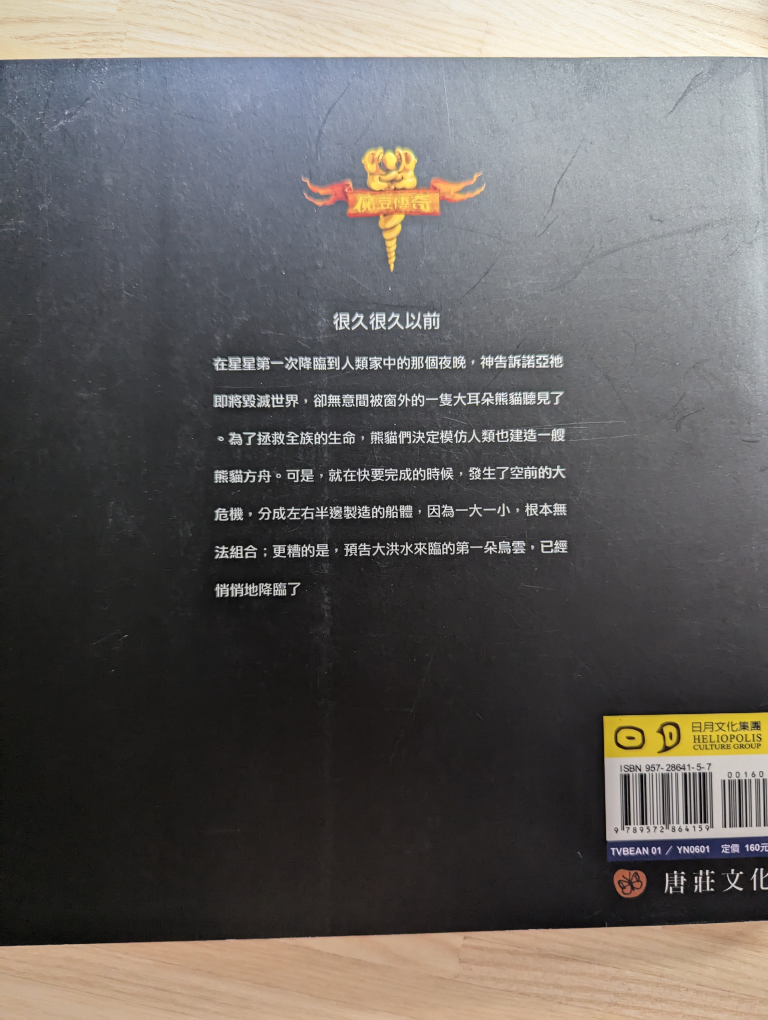 豌豆傳奇
很久很久以前
在星星第一次降臨到人類家中的那個夜晚，神告訴諾亞祂
即將毀滅世界，卻無意間被窗外的一隻大耳朵熊貓聽見了
。為了拯救全族的生命，熊貓們決定模仿人類也建造一艘
熊貓方舟。可是，就在快要完成的時候，發生了空前的大
危機，分成左右半邊製造的船體，因為一大一小，根本無
法組合；更糟的是，預告大洪水來臨的第一朵烏雲，已經
悄悄地降臨了
日月文化集團
HELIOPOLIS
CULTURE GROUP
ISBN 957-28641-5-7
00160
9 789572 864159
TVBEAN 01 / YN0601 定價 160元
唐莊文化